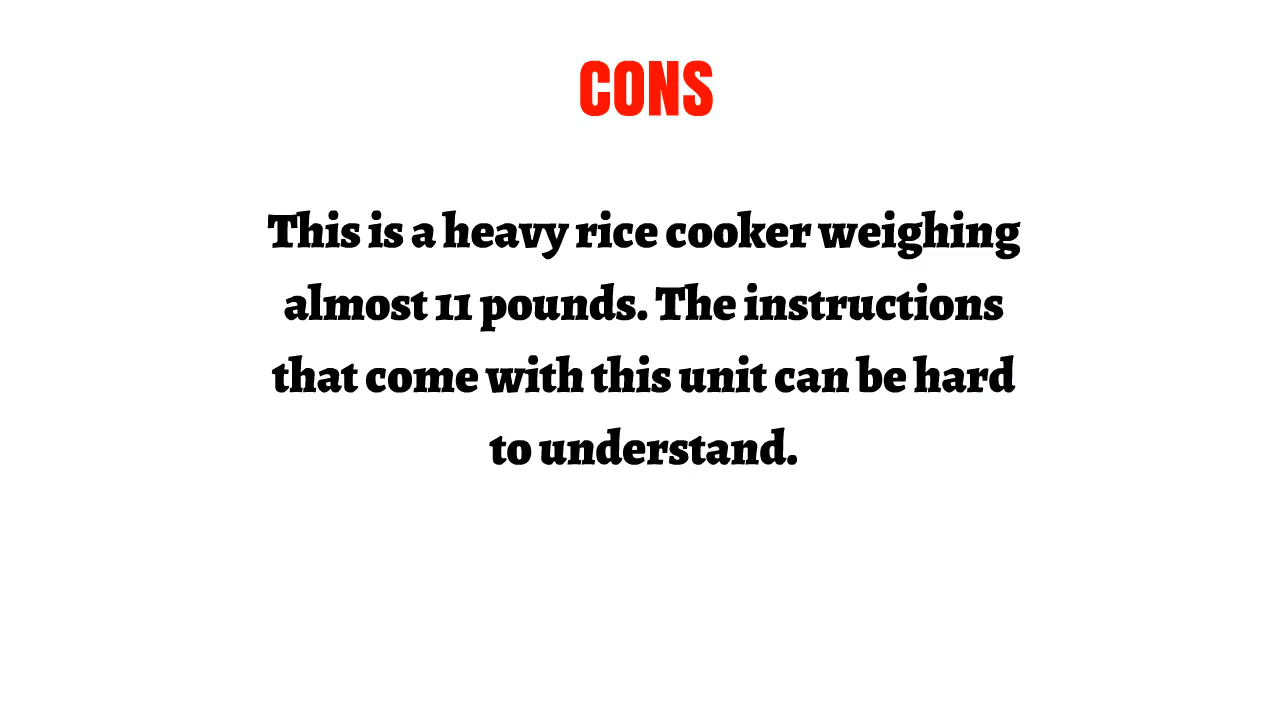 CONS
This is a heavy rice cooker weighing
almost 11 pounds. The instructions
that come with this unit can be hard
to understand.